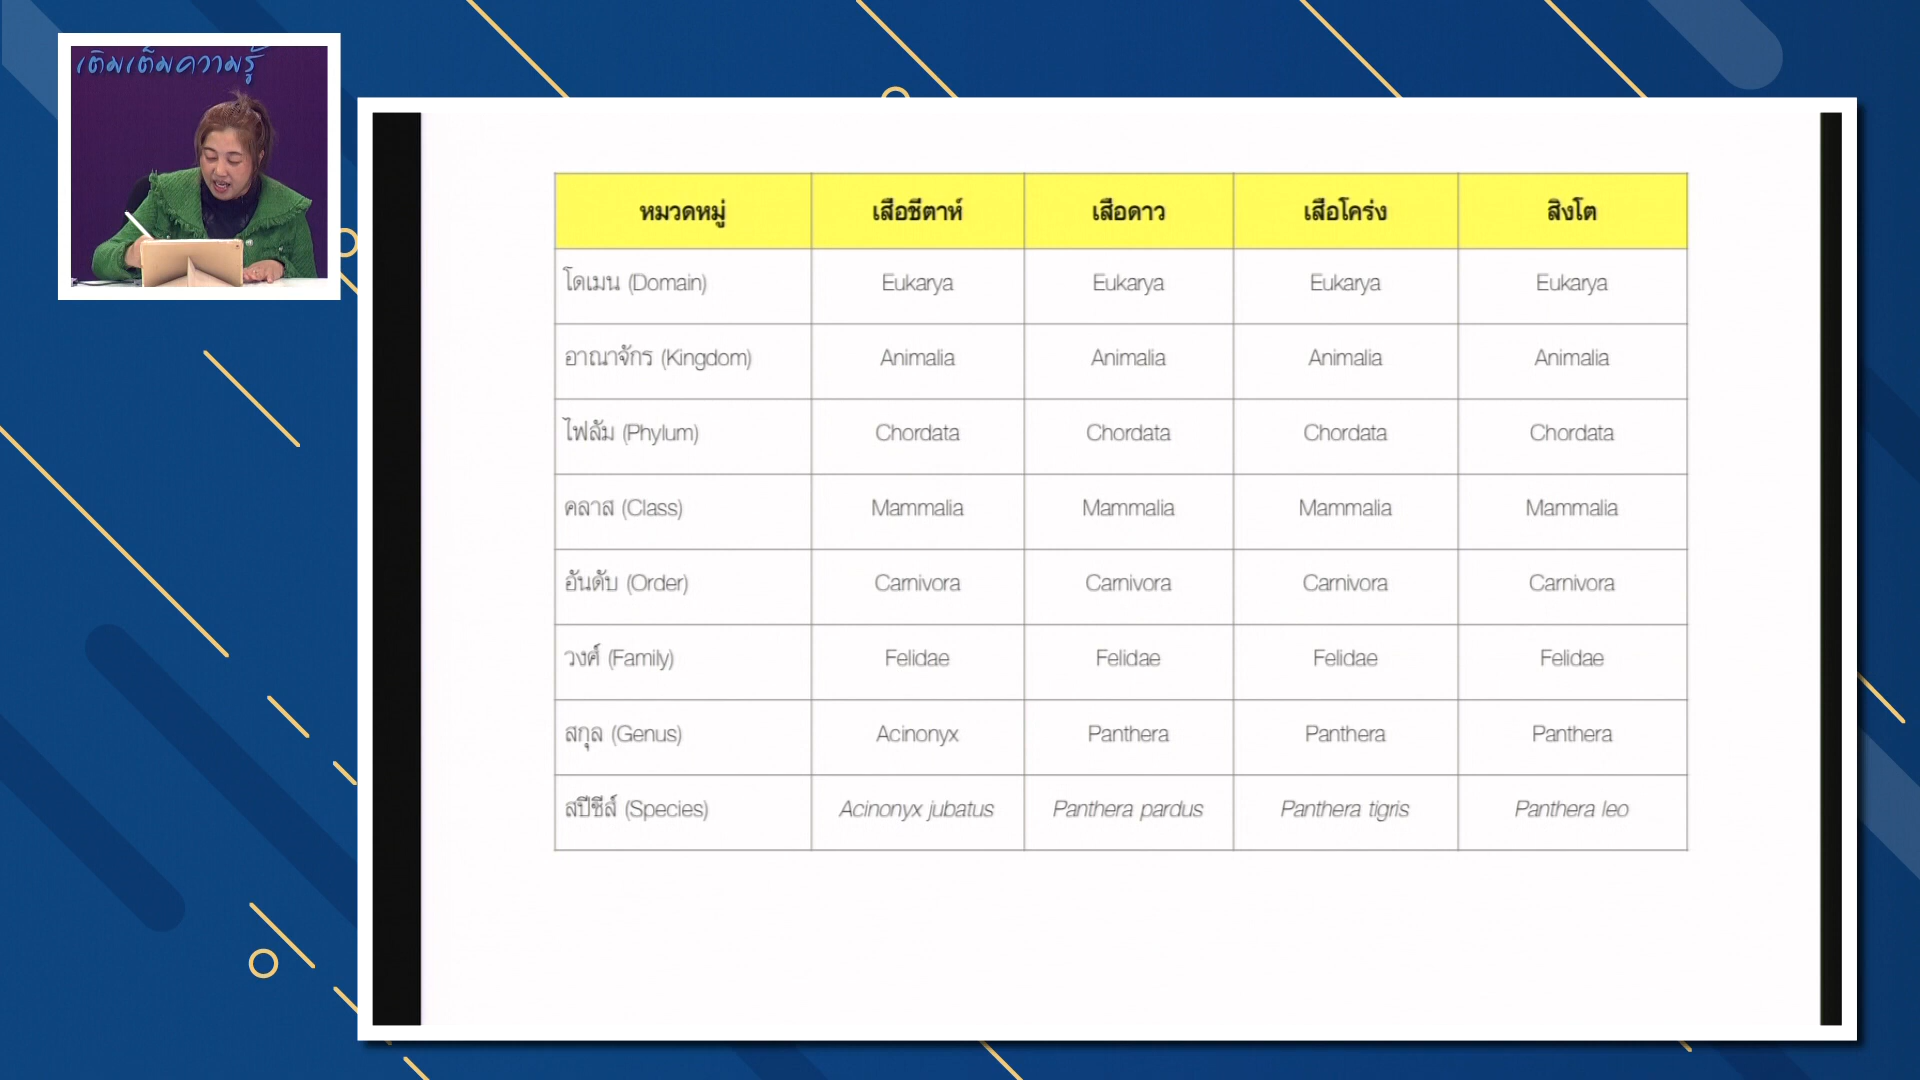 เติมเต็มความรู้
หมวดหมู่ เสือชีตาห์ เสือดาว เสือโคร่ง สิงโต
โดเมน (Domain) Eukarya Eukarya Eukarya Eukarya
อาณาจักร (Kingdom) Animalia Animalia Animalia Animalia
ไฟลัม (Phylum) Chordata Chordata Chordata Chordata
คลาส (Class) Mammalia Mammalia Mammalia Mammalia
อันดับ (Order) Carnivora Carnivora Carnivora Carnivora
วงศ์ (Family) Felidae Felidae Felidae Felidae
สกุล (Genus) Acinonyx Panthera Panthera Panthera
สปีชีส์ (Species) Acinonyx jubatus Panthera pardus Panthera tigris Panthera leo